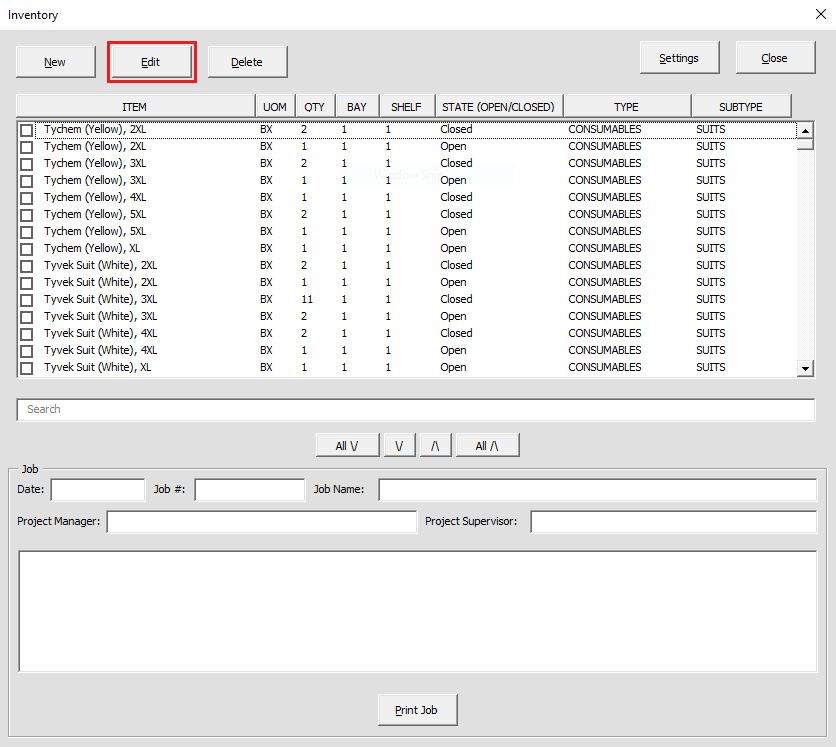 Inventory
New Edit Delete Settings Close
ITEM UOM QTY BAY SHELF STATE (OPEN/CLOSED) TYPE SUBTYPE
Tychem (Yellow), 2XL BX 2 1 1 Closed CONSUMABLES SUITS
Tychem (Yellow), 2XL BX 1 1 1 Open CONSUMABLES SUITS
Tychem (Yellow), 3XL BX 2 1 1 Closed CONSUMABLES SUITS
Tychem (Yellow), 3XL BX 1 1 1 Open CONSUMABLES SUITS
Tychem (Yellow), 4XL BX 1 1 1 Closed CONSUMABLES SUITS
Tychem (Yellow), 5XL BX 2 1 1 Closed CONSUMABLES SUITS
Tychem (Yellow), 5XL BX 1 1 1 Open CONSUMABLES SUITS
Tychem (Yellow), XL BX 1 1 1 Open CONSUMABLES SUITS
Tyvek Suit (White), 2XL BX 2 1 1 Closed CONSUMABLES SUITS
Tyvek Suit (White), 2XL BX 1 1 1 Open CONSUMABLES SUITS
Tyvek Suit (White), 3XL BX 11 1 1 Closed CONSUMABLES SUITS
Tyvek Suit (White), 3XL BX 2 1 1 Open CONSUMABLES SUITS
Tyvek Suit (White), 4XL BX 2 1 1 Closed CONSUMABLES SUITS
Tyvek Suit (White), 4XL BX 1 1 1 Open CONSUMABLES SUITS
Tyvek Suit (White), XL BX 1 1 1 Open CONSUMABLES SUITS
Search
All \/ \/ /\ All /\
Job
Date: Job #: Job Name:
Project Manager: Project Supervisor:
Print Job